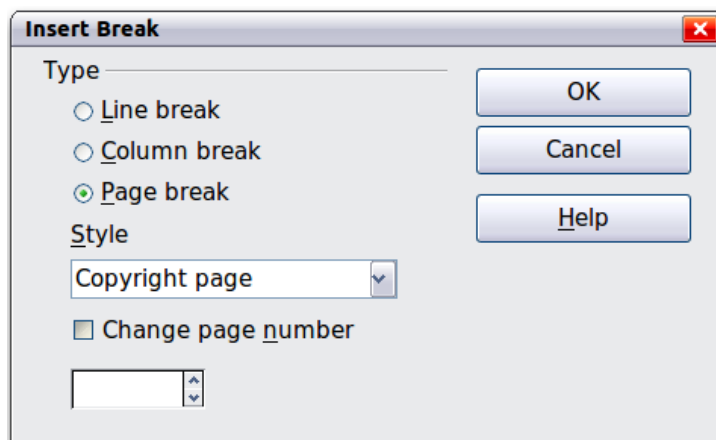 Insert Break
Type
Line break
Column break
Page break
Style
Copyright page
Change page number
OK
Cancel
Help